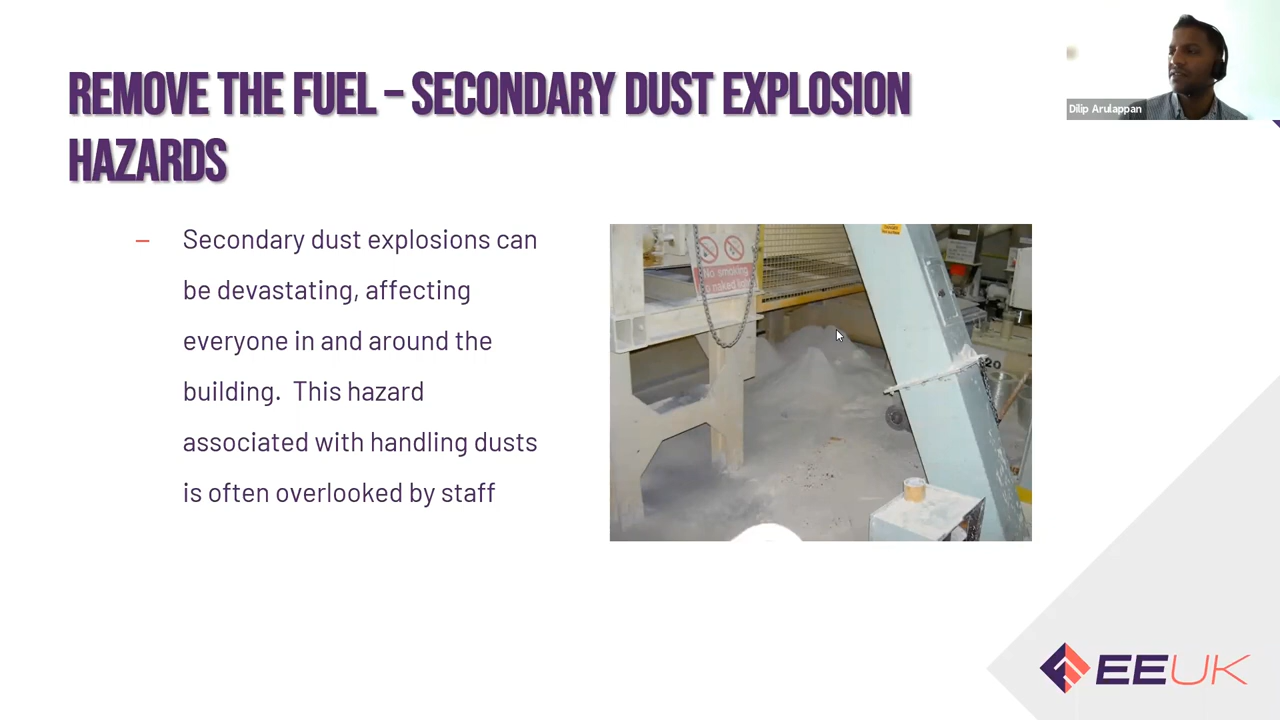 REMOVE THE FUEL – SECONDARY DUST EXPLOSION
HAZARDS
Dilip Arulappan
– Secondary dust explosions can
be devastating, affecting
everyone in and around the
building.  This hazard
associated with handling dusts
is often overlooked by staff
No smoking
20
EEUK